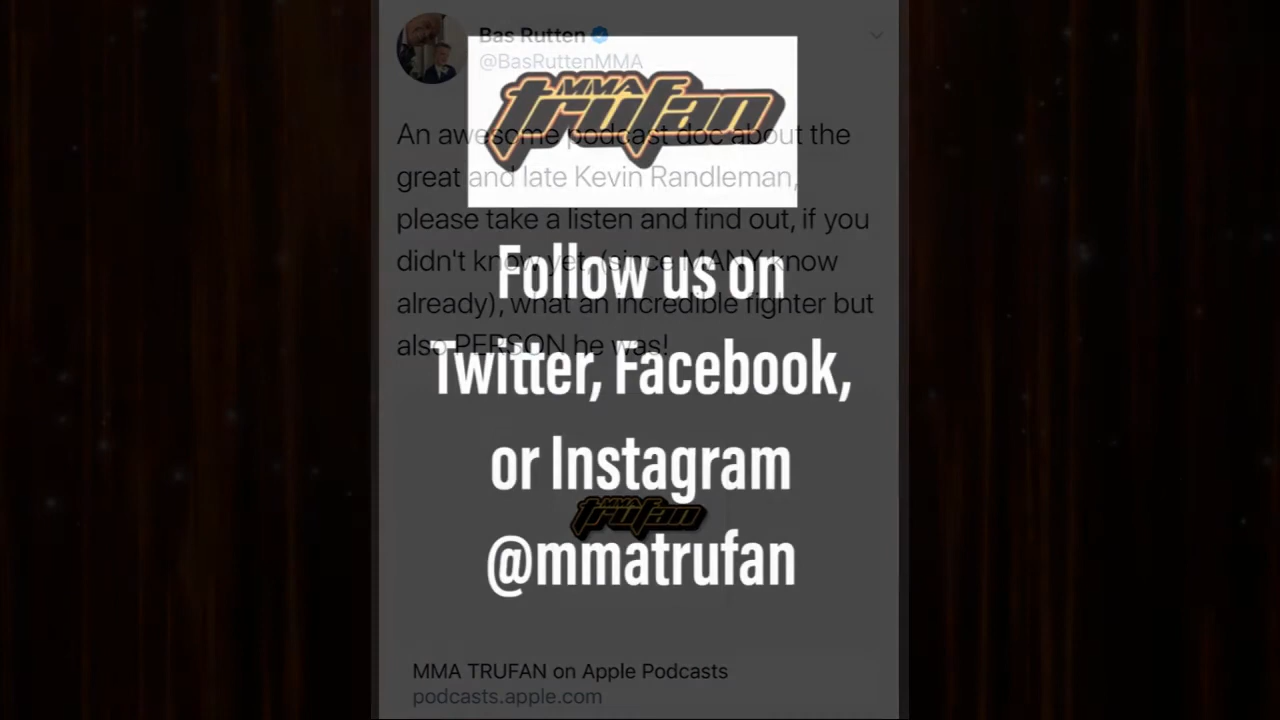 Bas Rutten
@BasRuttenMMA
MMA
trufan
An awesome podcast doc about the
great and late Kevin Randleman,
please take a listen and find out, if you
didn't know yet, (since MANY know
already), what an incredible fighter but
also PERSON he was!
Follow us on
Twitter, Facebook,
or Instagram
@mmatrufan
MMA
trufan
MMA TRUFAN on Apple Podcasts
podcasts.apple.com